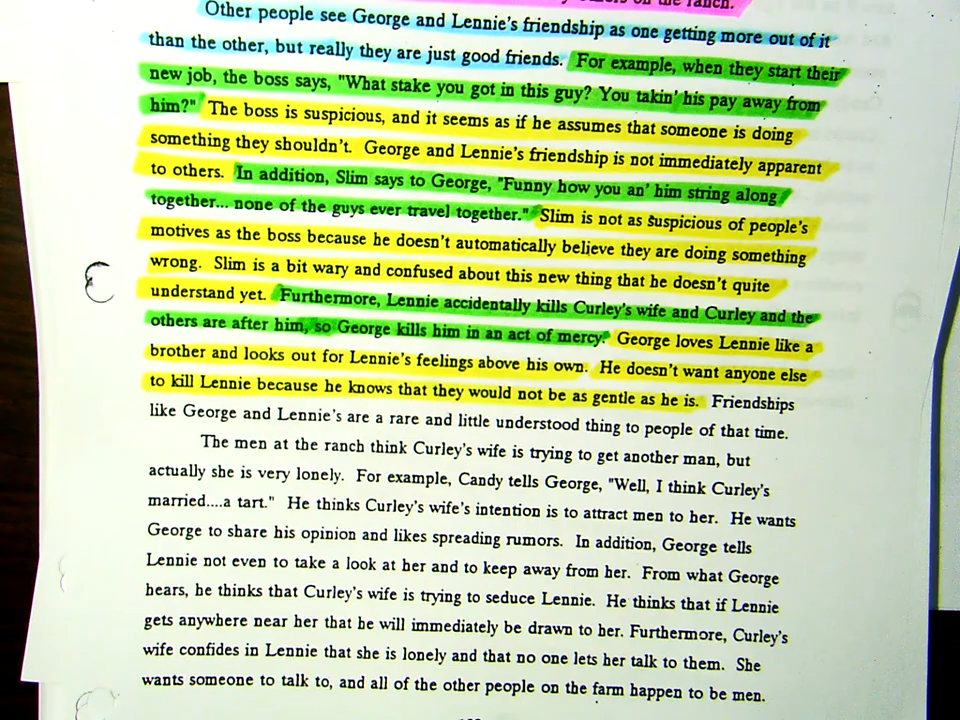 on the ranch.
Other people see George and Lennie's friendship as one getting more out of it
than the other, but really they are just good friends. For example, when they start their
new job, the boss says, "What stake you got in this guy? You takin' his pay away from
him?" The boss is suspicious, and it seems as if he assumes that someone is doing
something they shouldn't. George and Lennie's friendship is not immediately apparent
to others. In addition, Slim says to George, "Funny how you an' him string along
together... none of the guys ever travel together." Slim is not as suspicious of people's
motives as the boss because he doesn't automatically believe they are doing something
wrong. Slim is a bit wary and confused about this new thing that he doesn't quite
understand yet. Furthermore, Lennie accidentally kills Curley's wife and Curley and the
others are after him, so George kills him in an act of mercy. George loves Lennie like a
brother and looks out for Lennie's feelings above his own. He doesn't want anyone else
to kill Lennie because he knows that they would not be as gentle as he is. Friendships
like George and Lennie's are a rare and little understood thing to people of that time.
The men at the ranch think Curley's wife is trying to get another man, but
actually she is very lonely. For example, Candy tells George, "Well, I think Curley's
married....a tart." He thinks Curley's wife's intention is to attract men to her. He wants
George to share his opinion and likes spreading rumors. In addition, George tells
Lennie not even to take a look at her and to keep away from her. From what George
hears, he thinks that Curley's wife is trying to seduce Lennie. He thinks that if Lennie
gets anywhere near her that he will immediately be drawn to her. Furthermore, Curley's
wife confides in Lennie that she is lonely and that no one lets her talk to them. She
wants someone to talk to, and all of the other people on the farm happen to be men.